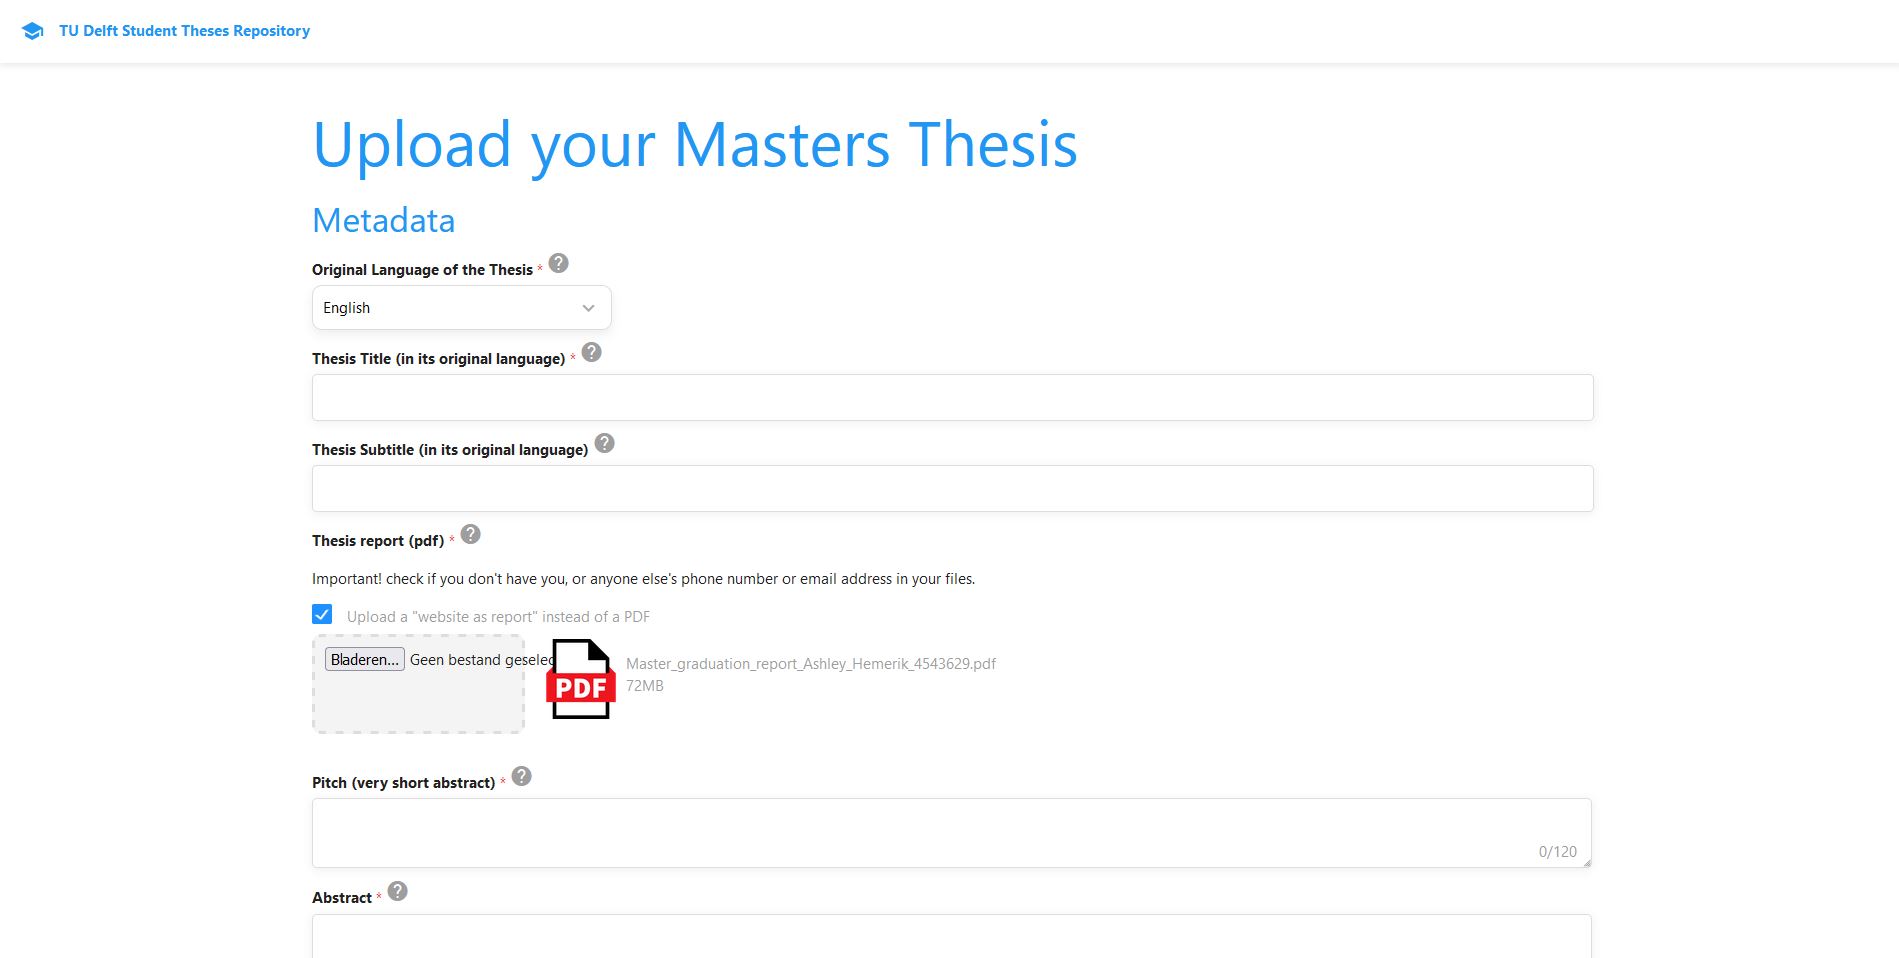 TU Delft Student Theses Repository
Upload your Masters Thesis
Metadata
Original Language of the Thesis * ?
English
Thesis Title (in its original language) * ?
Thesis Subtitle (in its original language) ?
Thesis report (pdf) * ?
Important! check if you don't have you, or anyone else's phone number or email address in your files.
Upload a "website as report" instead of a PDF
Bladeren... Geen bestand geselec
PDF
Master_graduation_report_Ashley_Hemerik_4543629.pdf
72MB
Pitch (very short abstract) * ?
0/120
Abstract * ?